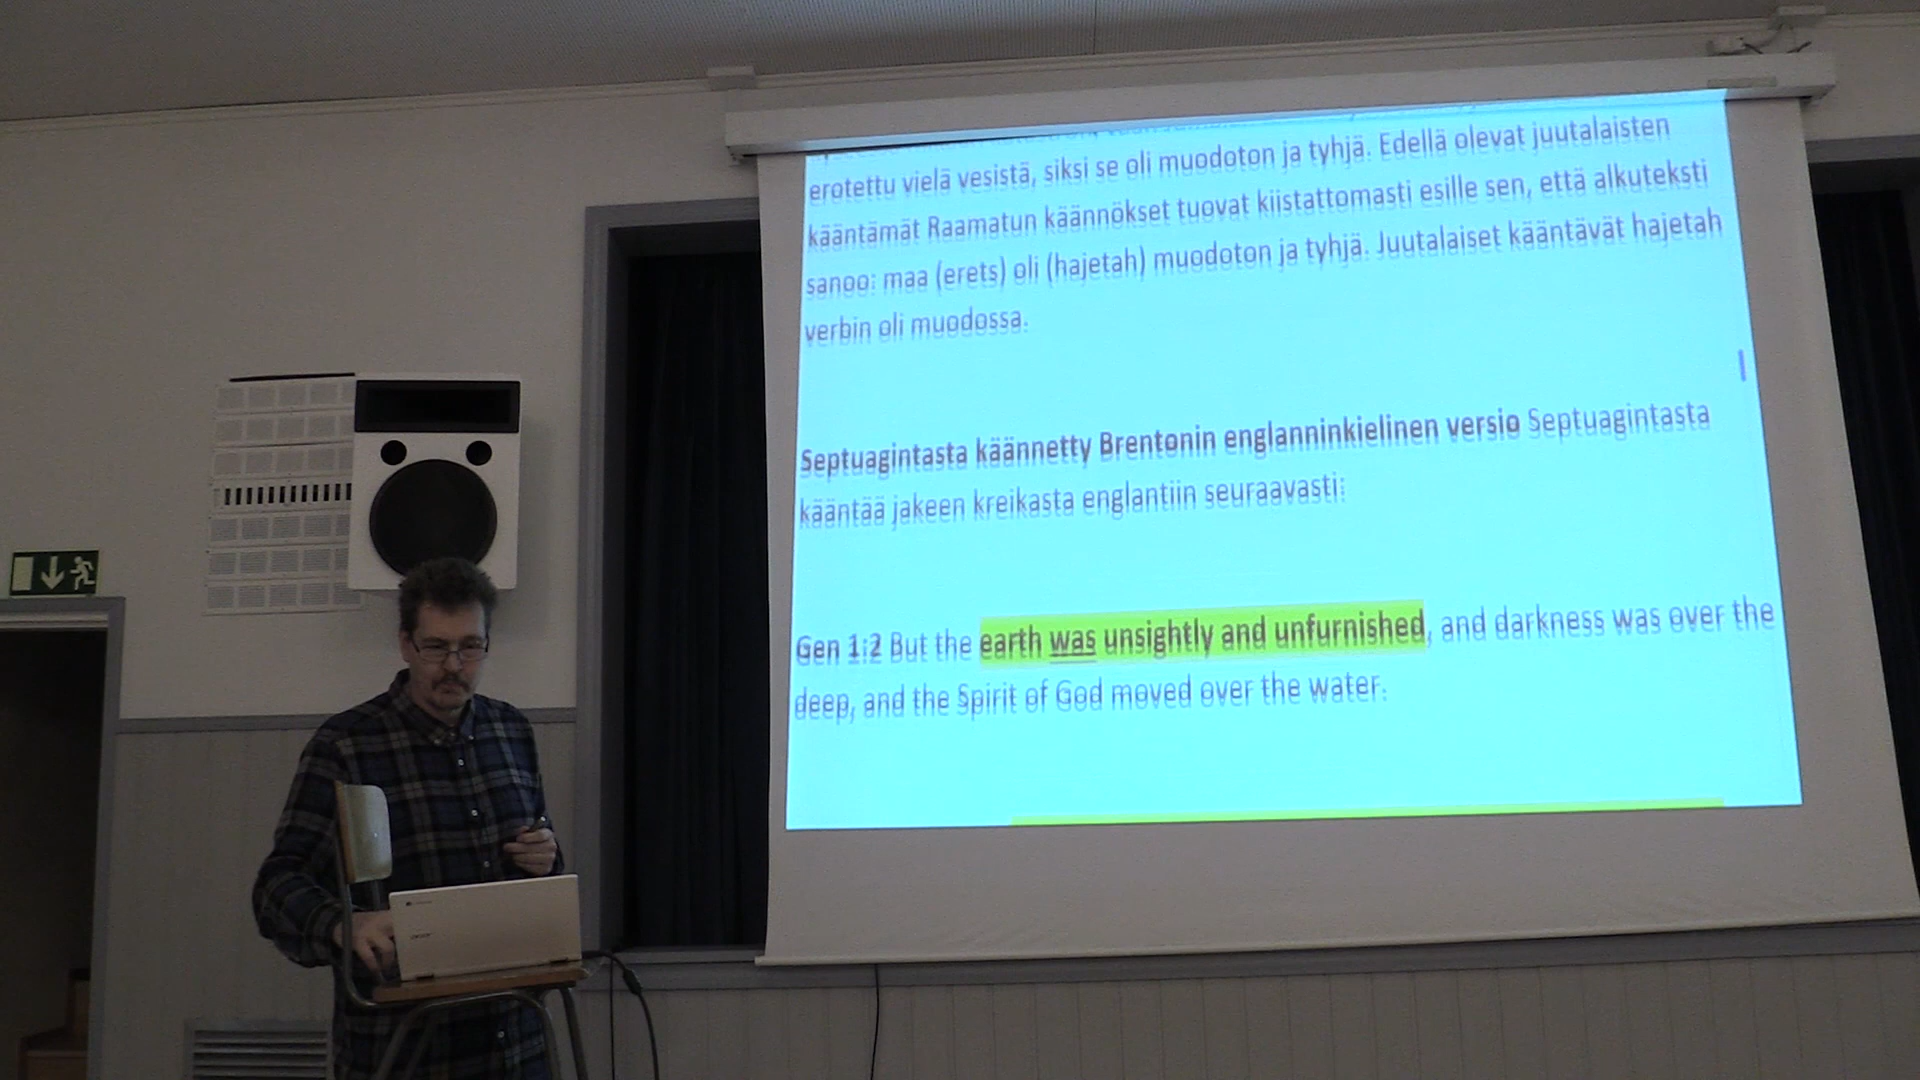 erotettu vielä vesistä, siksi se oli muodoton ja tyhjä. Edellä olevat juutalaisten
kääntämät Raamatun käännökset tuovat kiistattomasti esille sen, että alkuteksti
sanoo: maa (erets) oli (hajetah) muodoton ja tyhjä. Juutalaiset kääntävät hajetah
verbin oli muodossa.
Septuagintasta käännetty Brentonin englanninkielinen versio Septuagintasta
kääntää jakeen kreikasta englantiin seuraavasti:
Gen 1:2 But the earth was unsightly and unfurnished, and darkness was over the
deep, and the Spirit of God moved over the water.
acer